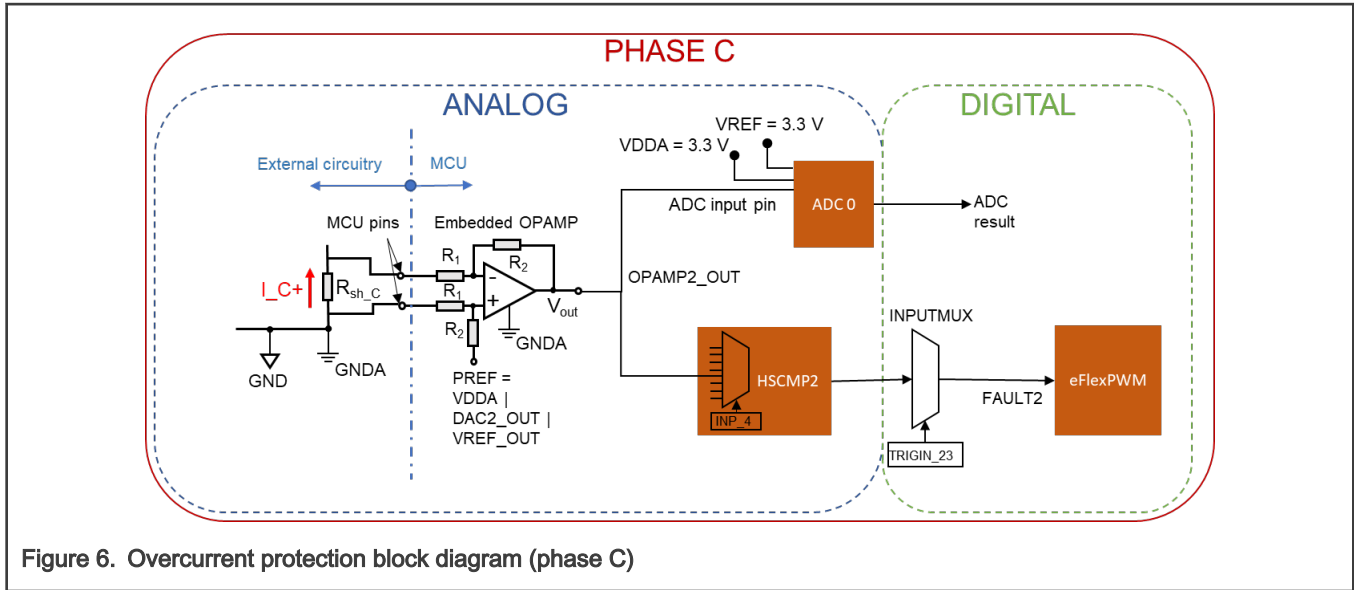 PHASE C
ANALOG
DIGITAL
VREF = 3.3 V
VDDA = 3.3 V
External circuitry
MCU
ADC input pin
ADC 0
ADC
result
MCU pins
Embedded OPAMP
R1
R2
-
I_C+
Rsh_C
R1
+
OPAMP2_OUT
Vout
R2
GNDA
INPUTMUX
GND
GNDA
PREF =
VDDA |
DAC2_OUT |
VREF_OUT
HSCMP2
INP_4
FAULT2
eFlexPWM
TRIGIN_23
Figure 6. Overcurrent protection block diagram (phase C)